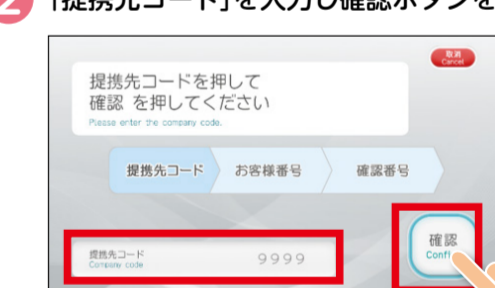 2 「提携先コード」を入力し確認ボタンを
取消
Cancel
提携先コードを押して
確認 を押してください
Please enter the company code.
提携先コード お客様番号 確認番号
提携先コード
Company code
9999
確認